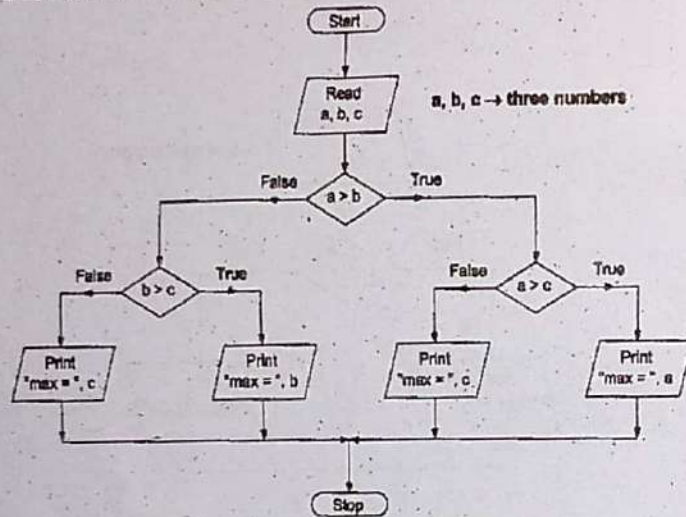 Start
Read
a, b, c
a, b, c → three numbers
False
True
a > b
False
True
b > c
False
True
a > c
Print
"max = ", c
Print
"max = ", b
Print
"max = ", c
Print
"max = ", a
Stop